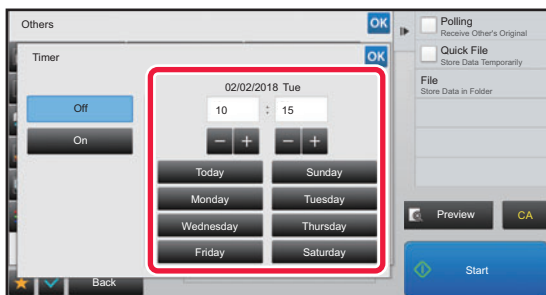 Others
OK
Timer
OK
02/02/2018 Tue
10 : 15
Off
On
Today Sunday
Monday Tuesday
Wednesday Thursday
Friday Saturday
Back
Polling
Receive Other's Original
Quick File
Store Data Temporarily
File
Store Data in Folder
Preview
CA
Start